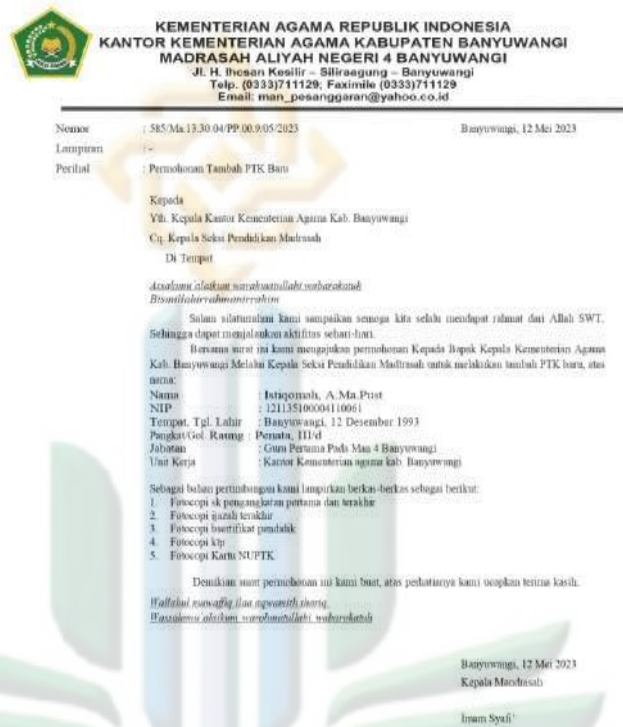 KEMENTERIAN AGAMA REPUBLIK INDONESIA
KANTOR KEMENTERIAN AGAMA KABUPATEN BANYUWANGI
MADRASAH ALIYAH NEGERI 4 BANYUWANGI
Jl. H. Ihosan Kesilir – Siliraegung – Banyuwangi
Telp. (0333)711129; Faximile (0333)711129
Email: man_pesanggaran@yahoo.co.id
Nomor : 585/Ma.13.30.04/PP.00.9/05/2023 Banyuwangi, 12 Mei 2023
Lampiran : -
Perihal : Permohonan Tambah PTK Baru
Kepada
Yth. Kepala Kantor Kementerian Agama Kab. Banyuwangi
Cq. Kepala Seksi Pendidikan Madrasah
Di Tempat
Assalamu'alaikum warahmatullahi wabarakatuh
Bismillahirrahmanirrahim
Salam silaturahmi kami sampaikan semoga kita selalu mendapat rahmat dari Allah SWT.
Sehingga dapat menjalankan aktifitas sehari-hari.
Bersama surat ini kami mengajukan permohonan Kepada Bapak Kepala Kementerian Agama
Kab. Banyuwangi Melalui Kepala Seksi Pendidikan Madrasah untuk melakukan tambah PTK baru, atas
nama:
Nama : Istiqomah, A.Ma.Pust
NIP : 121135100004110061
Tempat, Tgl. Lahir : Banyuwangi, 12 Desember 1993
Pangkat/Gol. Ruang : Penata, III/d
Jabatan : Guru Pertama Pada Man 4 Banyuwangi
Unit Kerja : Kantor Kementerian agama kab. Banyuwangi
Sebagai bahan pertimbangan kami lampirkan berkas-berkas sebagai berikut:
1. Fotocopi sk pengangkatan pertama dan terakhir
2. Fotocopi ijazah terakhir
3. Fotocopi bsertifikat pendidik
4. Fotocopi ktp
5. Fotocopi Kartu NUPTK
Demikian surat permohonan ini kami buat, atas perhatianya kami ucapkan terima kasih.
Wallahul muwaffiq ilaa aqwamith thariq
Wassalamu'alaikum warohmatullahi wabarakatuh
Banyuwangi, 12 Mei 2023
Kepala Mandrasah
Imam Syafi'